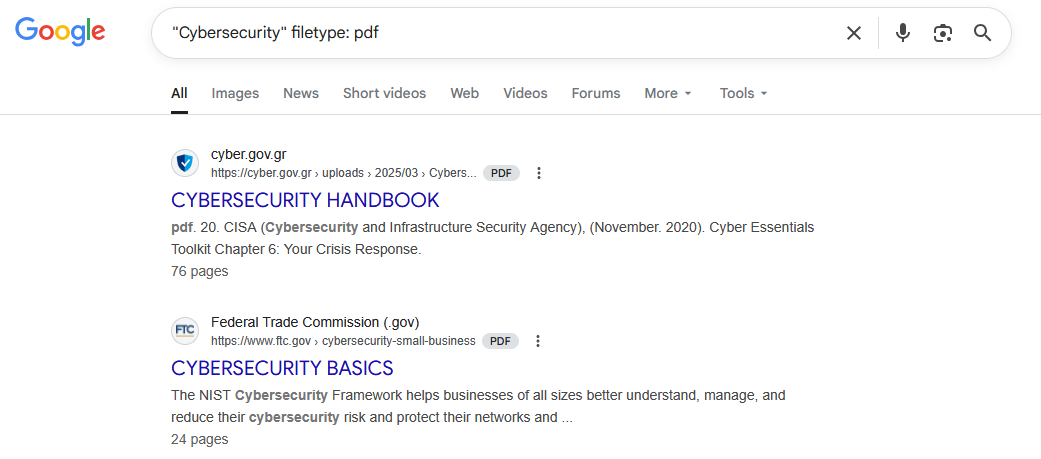 Google
"Cybersecurity" filetype: pdf
All Images News Short videos Web Videos Forums More Tools
cyber.gov.gr
https://cyber.gov.gr › uploads › 2025/03 › Cybers... PDF
CYBERSECURITY HANDBOOK
pdf. 20. CISA (Cybersecurity and Infrastructure Security Agency), (November. 2020). Cyber Essentials
Toolkit Chapter 6: Your Crisis Response.
76 pages
FTC
Federal Trade Commission (.gov)
https://www.ftc.gov › cybersecurity-small-business PDF
CYBERSECURITY BASICS
The NIST Cybersecurity Framework helps businesses of all sizes better understand, manage, and
reduce their cybersecurity risk and protect their networks and ...
24 pages